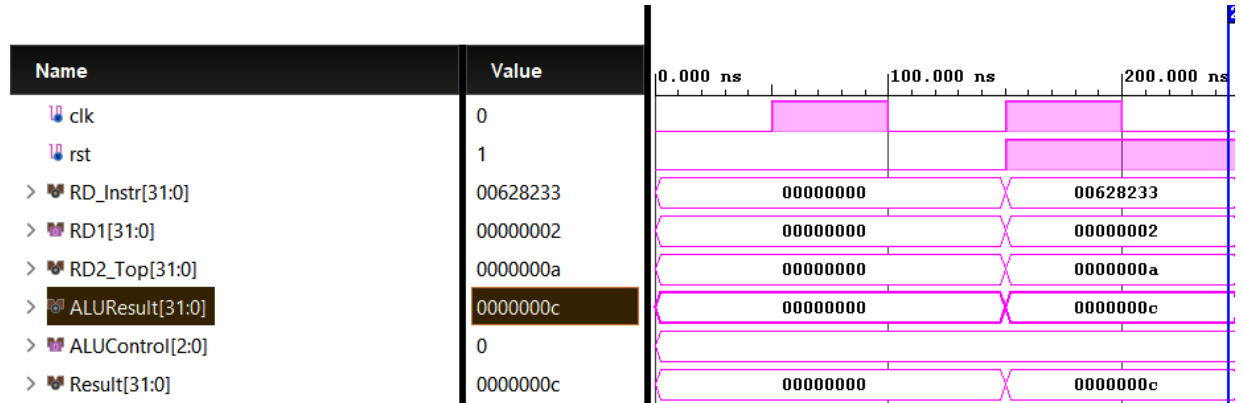 Name Value 0.000 ns 100.000 ns 200.000 ns
clk 0
rst 1
RD_Instr[31:0] 00628233 00000000 00628233
RD1[31:0] 00000002 00000000 00000002
RD2_Top[31:0] 0000000a 00000000 0000000a
ALUResult[31:0] 0000000c 00000000 0000000c
ALUControl[2:0] 0
Result[31:0] 0000000c 00000000 0000000c